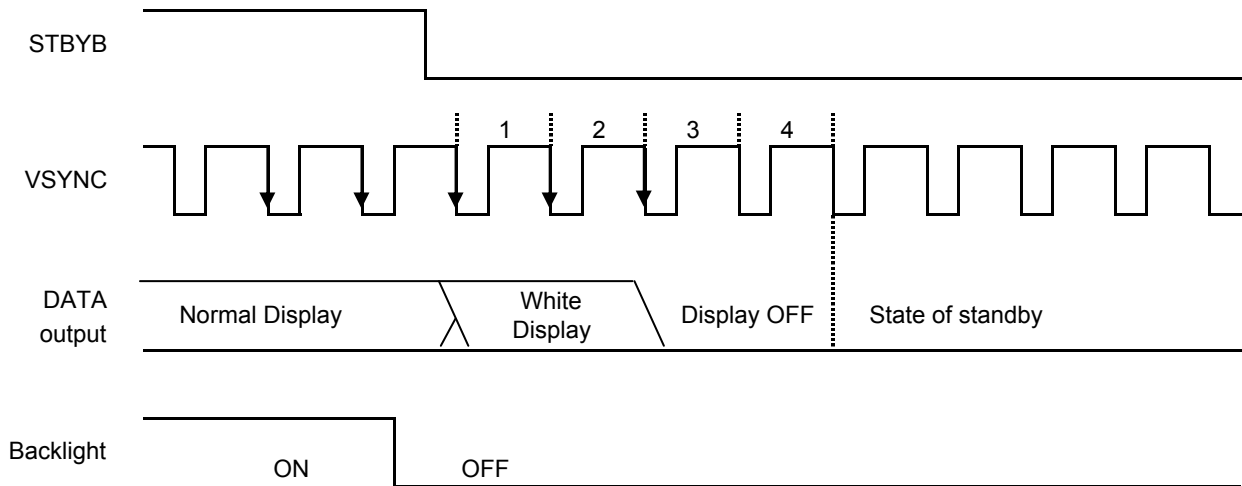 STBYB
1 2 3 4
VSYNC
DATA
output
Normal Display
White
Display
Display OFF
State of standby
Backlight
ON
OFF